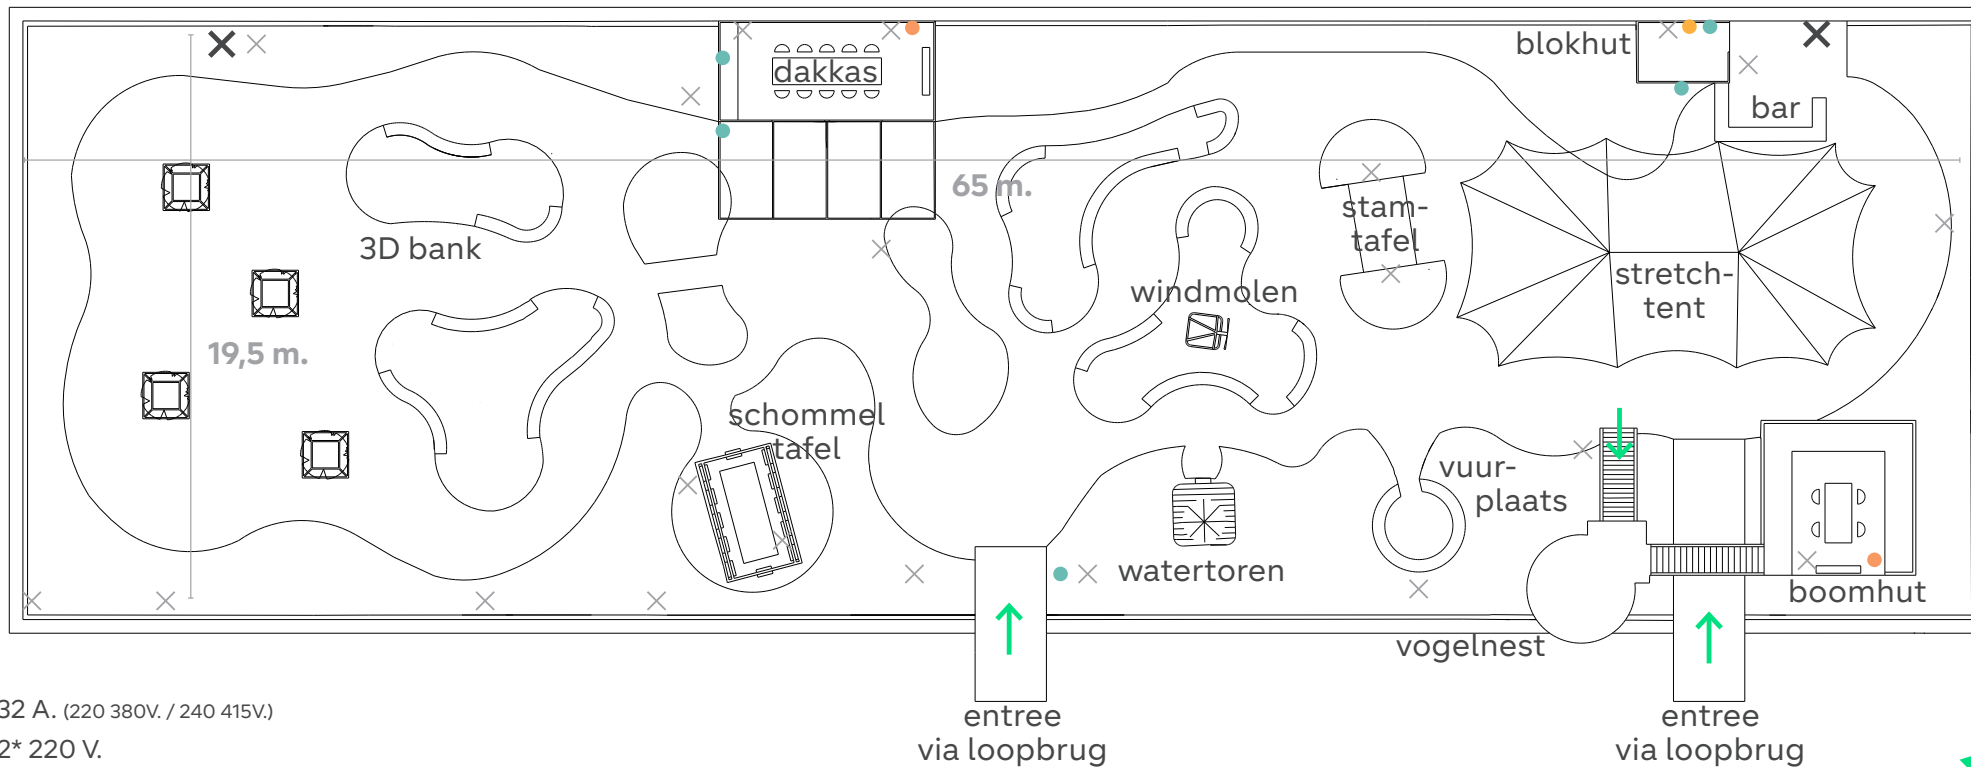 blokhut
dakkas
bar
65 m.
stam-
tafel
3D bank
stretch-
tent
windmolen
19,5 m.
schommel
tafel
vuur-
plaats
watertoren
boomhut
vogelnest
32 A. (220 380V. / 240 415V.)
2* 220 V.
entree
via loopbrug
entree
via loopbrug